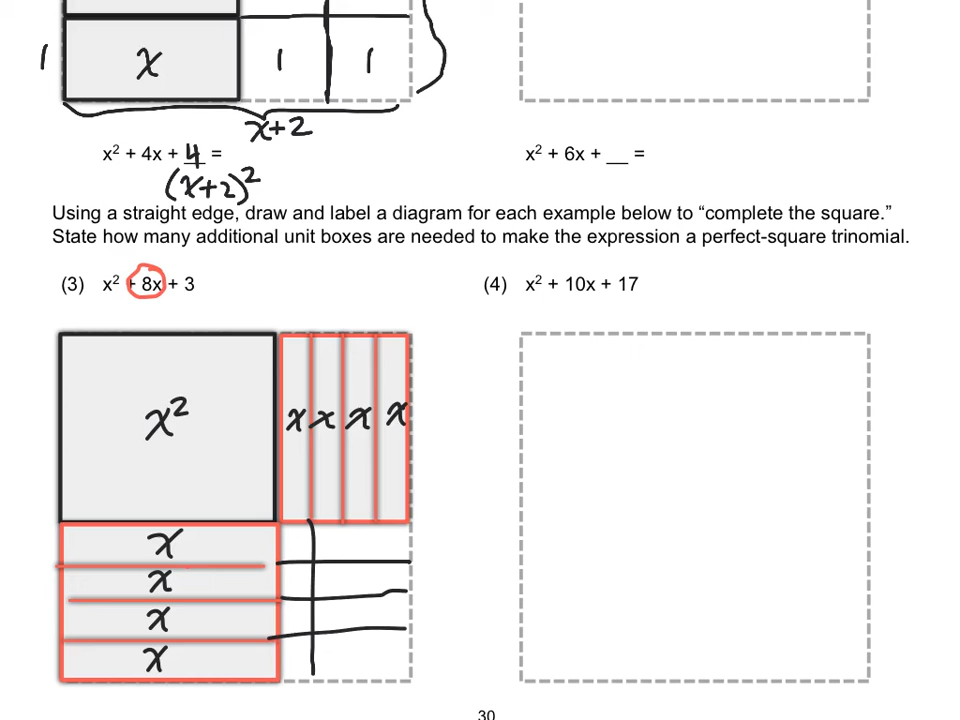 1 x 1 1
x+2
x² + 4x + 4 =
(x+2)²
x² + 6x + __ =
Using a straight edge, draw and label a diagram for each example below to “complete the square.”
State how many additional unit boxes are needed to make the expression a perfect-square trinomial.
(3) x² + 8x + 3
(4) x² + 10x + 17
x² x x x x
x
x
x
x
30